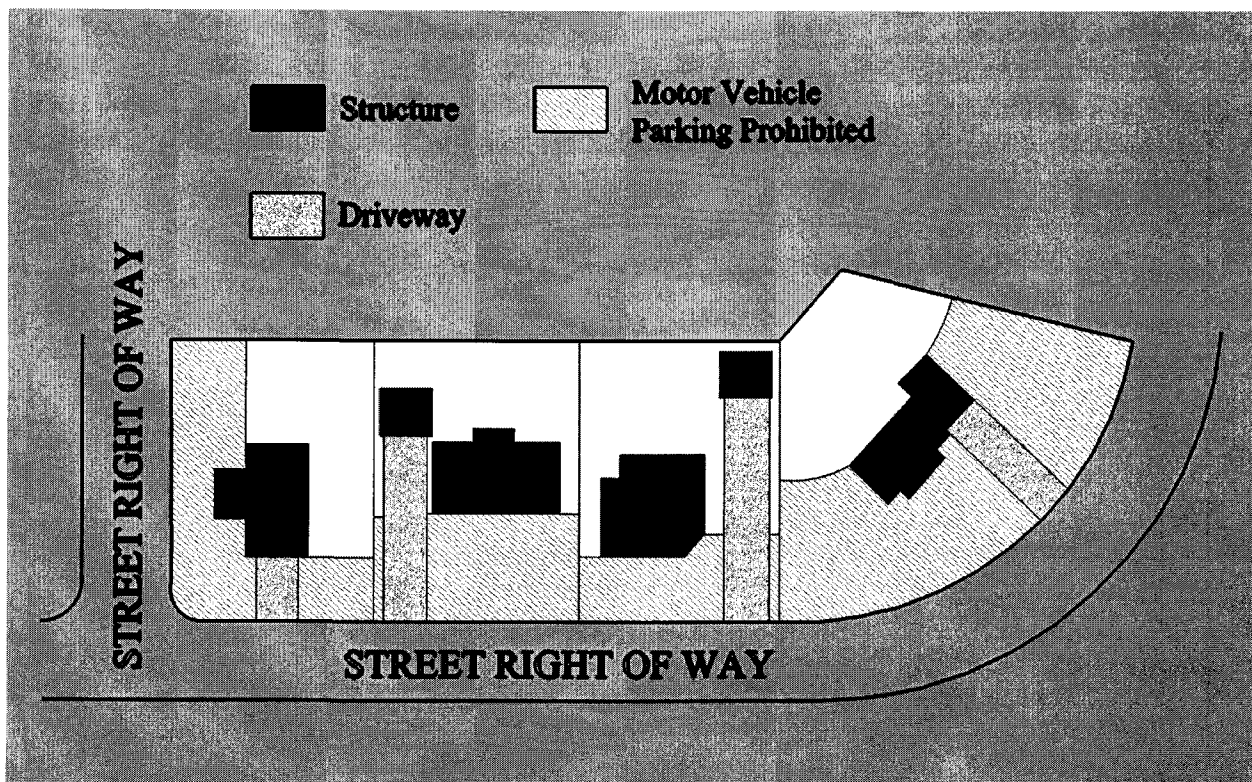 Structure
Motor Vehicle
Parking Prohibited
Driveway
STREET RIGHT OF WAY
STREET RIGHT OF WAY